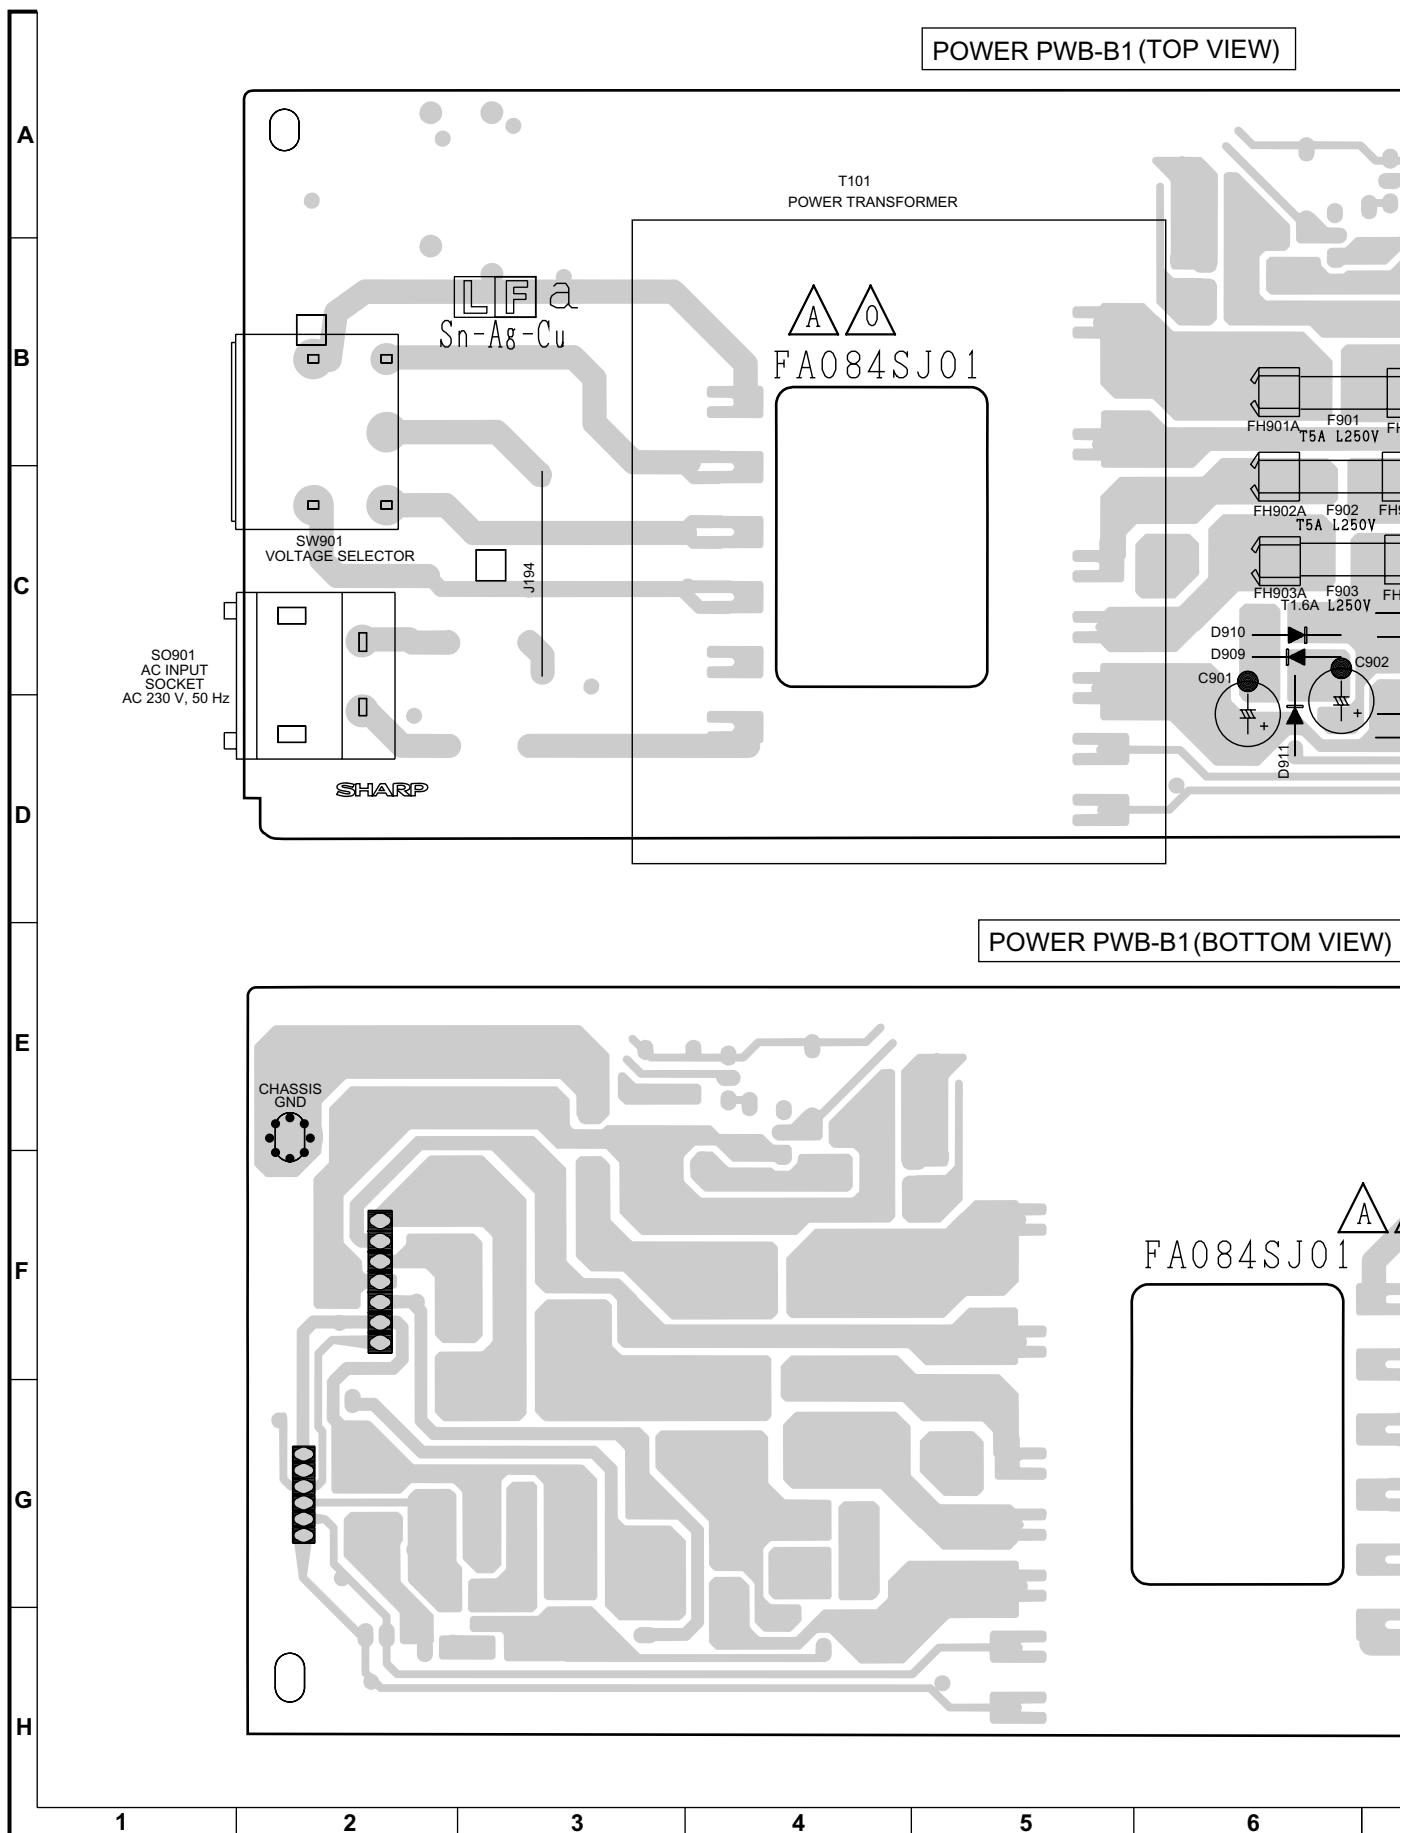 POWER PWB-B1 (TOP VIEW)
A
T101
POWER TRANSFORMER
LF a
Sn-Ag-Cu
A O
FA084SJ01
B
FH901A F901
T5A L250V
FH902A F902
T5A L250V
SW901
VOLTAGE SELECTOR
J194
C
FH903A F903
T1.6A L250V
D910
D909
C901
C902
SO901
AC INPUT
SOCKET
AC 230 V, 50 Hz
D911
SHARP
D
POWER PWB-B1 (BOTTOM VIEW)
E
CHASSIS
GND
A
FA084SJ01
F
G
H
1 2 3 4 5 6